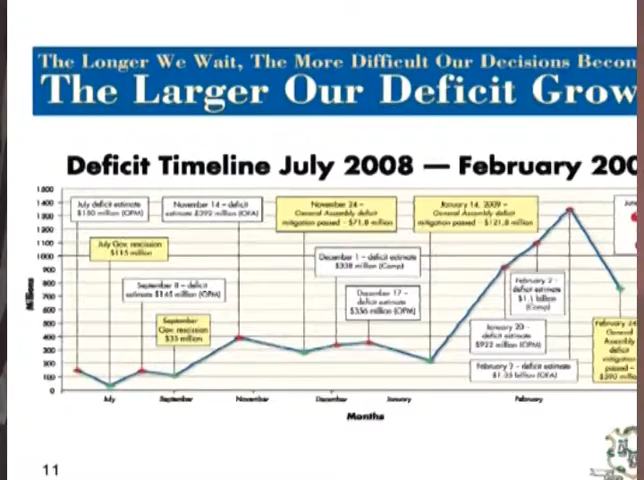 The Longer We Wait, The More Difficult Our Decisions Becom
The Larger Our Deficit Grow
Deficit Timeline July 2008 — February 200
1500
1400
1300
1200
1100
1000
900
800
700
600
500
400
300
200
100
0
Millions
July deficit estimate
$150 million (OPM)
November 14 – deficit
estimate $392 million (OFA)
November 24 –
General Assembly deficit
mitigation passed – $71.8 million
January 14, 2009 –
General Assembly deficit
mitigation passed – $121.8 million
July Gov. rescission
$115 million
December 1 – deficit estimate
$338 million (Comp)
September 8 – deficit
estimate $145 million (OPM)
December 17 –
deficit estimate
$356 million (OPM)
February 2 –
deficit estimate
$1.1 billion
(Comp)
September
Gov. rescission
$35 million
January 20 –
deficit estimate
$922 million (OPM)
February 24
General
Assembly
deficit
mitigation
passed –
February 2 – deficit estimate
$1.35 billion (OFA)
July
September
November
December
January
February
Months
11